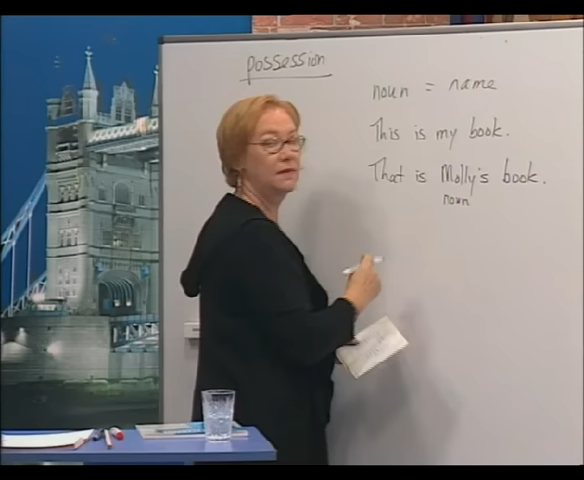 possession
noun = name
This is my book.
That is Molly's book.
noun